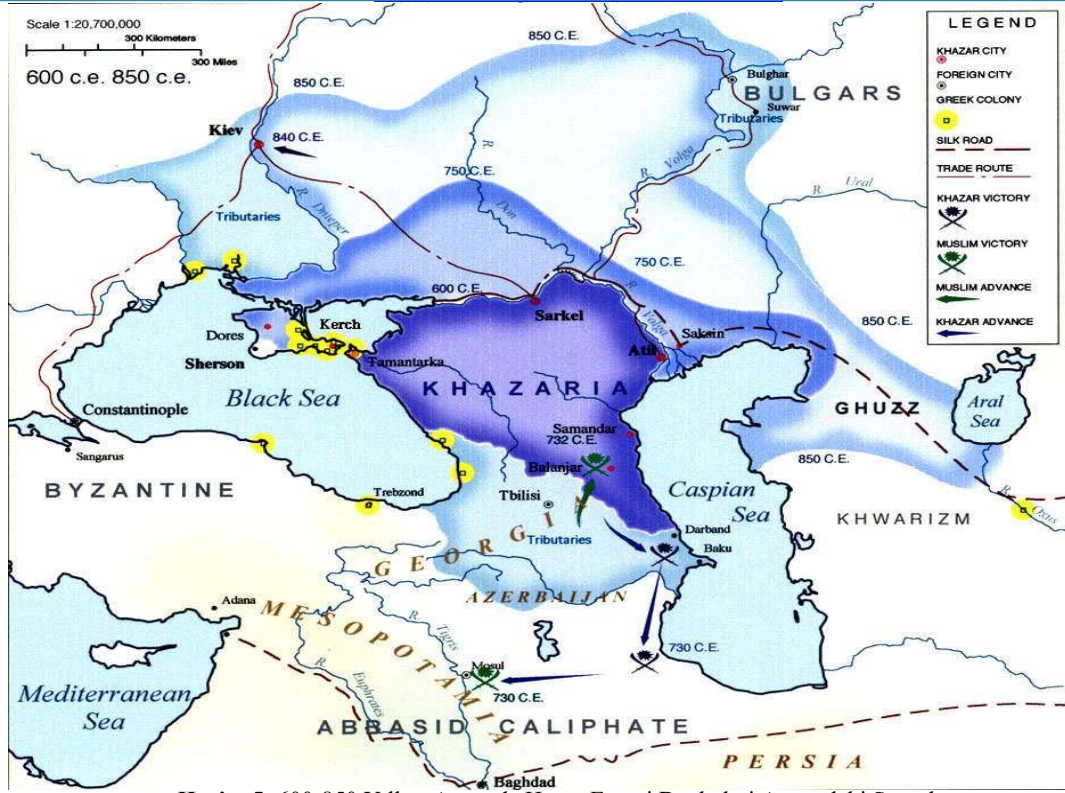 Scale 1:20,700,000
300 Kilometers
300 Miles
600 c.e. 850 c.e.
LEGEND
KHAZAR CITY
FOREIGN CITY
GREEK COLONY
SILK ROAD
TRADE ROUTE
KHAZAR VICTORY
MUSLIM VICTORY
MUSLIM ADVANCE
KHAZAR ADVANCE
850 C.E.
850 C.E.
Bulghar
BULGARS
Suwar
Tributaries
Kiev
840 C.E.
R. Volga
R. Don
750 C.E.
R. Ural
R. Dnieper
Tributaries
750 C.E.
600 C.E.
Sarkel
R. Volga
850 C.E.
Kerch
Dores
Saksin
Atil
Sherson
Tamantarka
KHAZARIA
Black Sea
GHUZZ
Aral
Sea
Constantinople
Samandar
732 C.E.
Sangarus
Balanjar
850 C.E.
BYZANTINE
Trebzond
Tbilisi
Caspian
Sea
R. Oxus
KHWARIZM
Darband
GEORGIA
Tributaries
Baku
AZERBAIJAN
Adana
MESOPOTAMIA
R. Tigris
730 C.E.
Mosul
R. Euphrates
730 C.E.
Mediterranean
Sea
ABBASID CALIPHATE
PERSIA
Baghdad